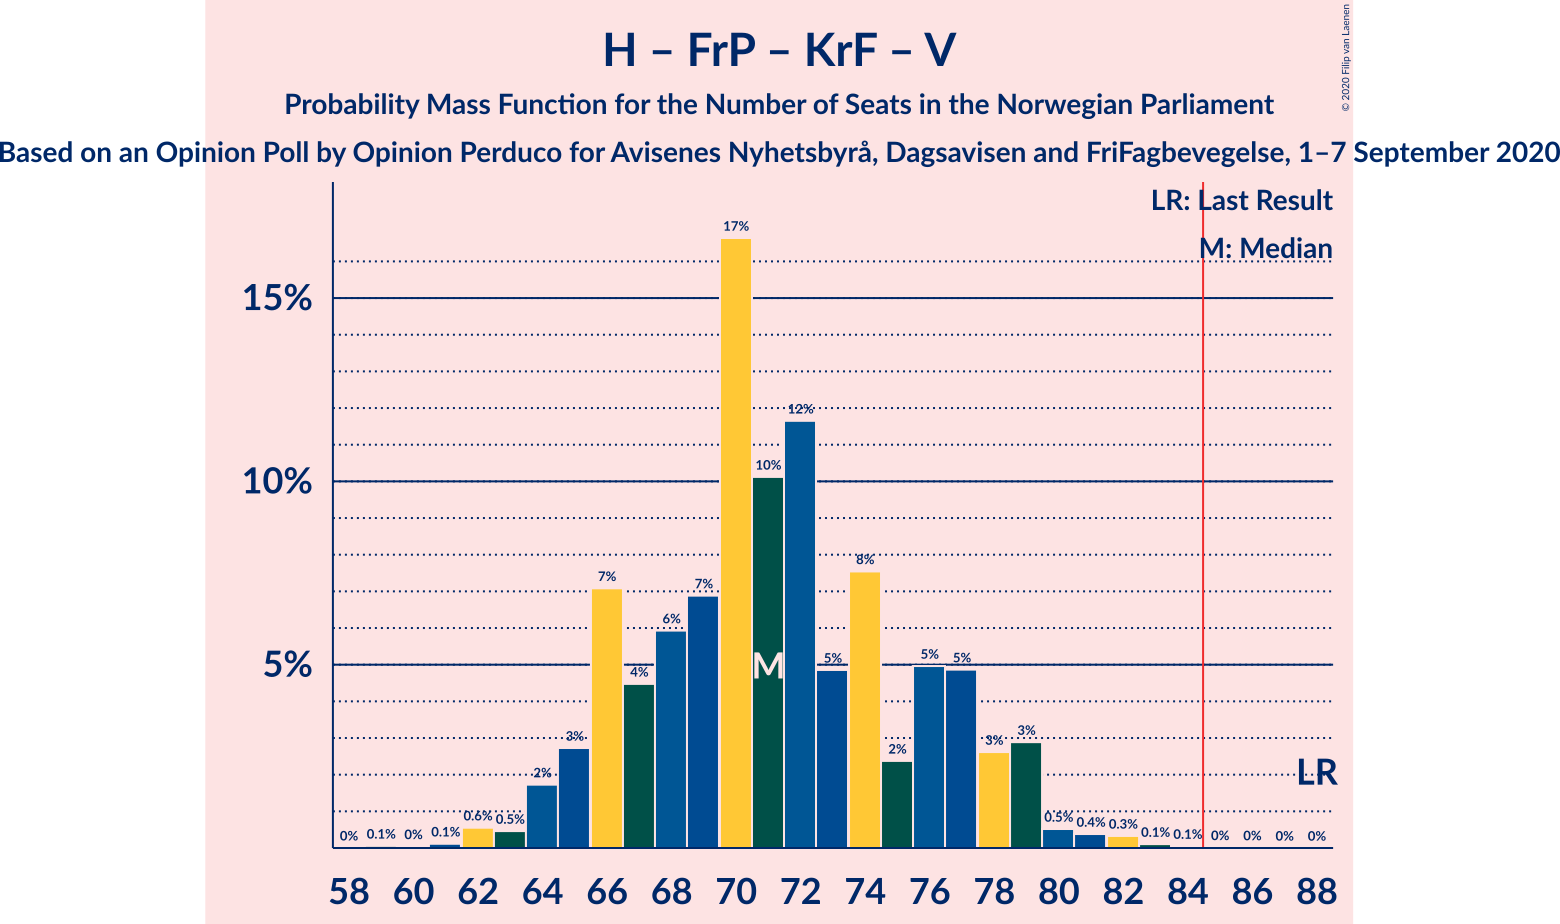 H – FrP – KrF – V
Probability Mass Function for the Number of Seats in the Norwegian Parliament
Based on an Opinion Poll by Opinion Perduco for Avisenes Nyhetsbyrå, Dagsavisen and FriFagbevegelse, 1–7 September 2020
© 2020 Filip van Laenen
LR: Last Result
M: Median
15%
10%
5%
0% 0.1% 0% 0.1% 0.6% 0.5% 2% 3% 7% 4% 6% 7% 17% 10% 12% 5% 8% 2% 5% 5% 3% 3% 0.5% 0.4% 0.3% 0.1% 0.1% 0% 0% 0% 0%
M
LR
58 60 62 64 66 68 70 72 74 76 78 80 82 84 86 88